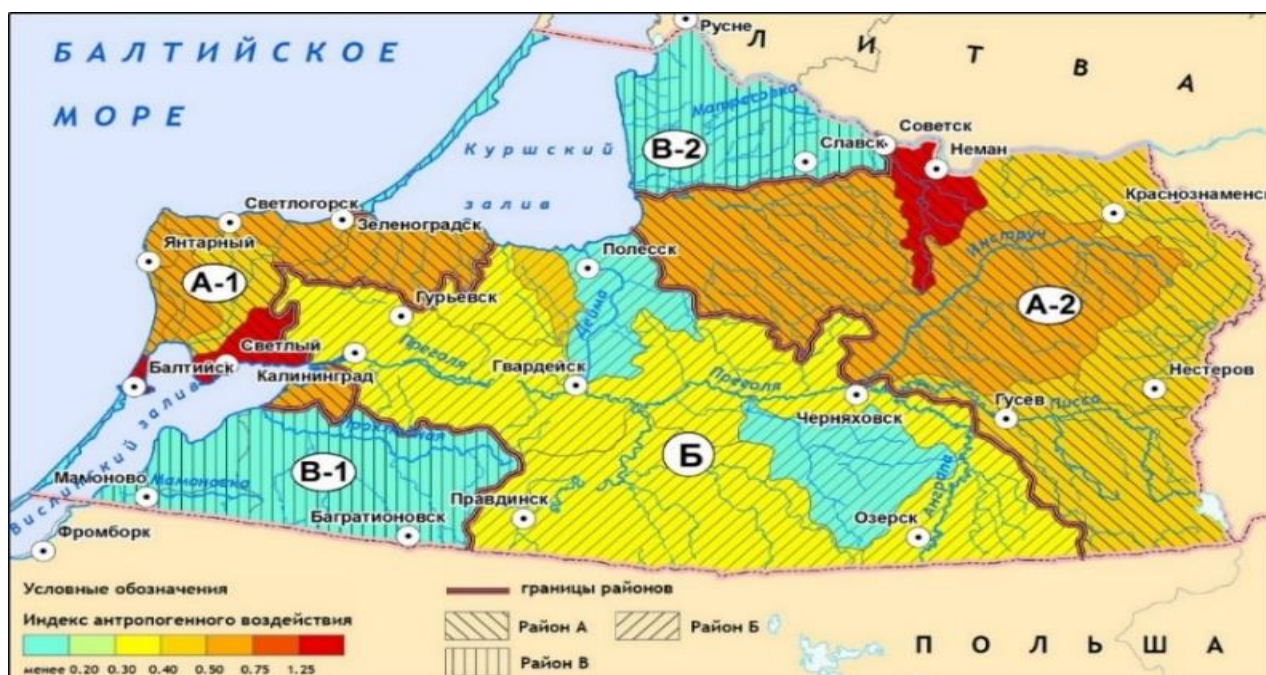 БАЛТИЙСКОЕ
МОРЕ
Русне
ЛИТВА
Матросовка
Советск
Неман
Славск
В-2
Куршский
залив
Краснознаменск
Светлогорск
Зеленоградск
Янтарный
А-1
Полесск
Инструч
А-2
Гурьевск
Дейма
Светлый
Балтийск
Калининград
Преголя
Гвардейск
Преголя
Нестеров
Черняховск
Гусев
Писса
Вислинский залив
Прохладная
Б
В-1
Мамоново
Мамоновка
Правдинск
Багратионовск
Озерск
Анграпа
Фромборк
Условные обозначения
Индекс антропогенного воздействия
менее 0.20 0.30 0.40 0.50 0.75 1.25
границы районов
Район А
Район Б
Район В
ПОЛЬША